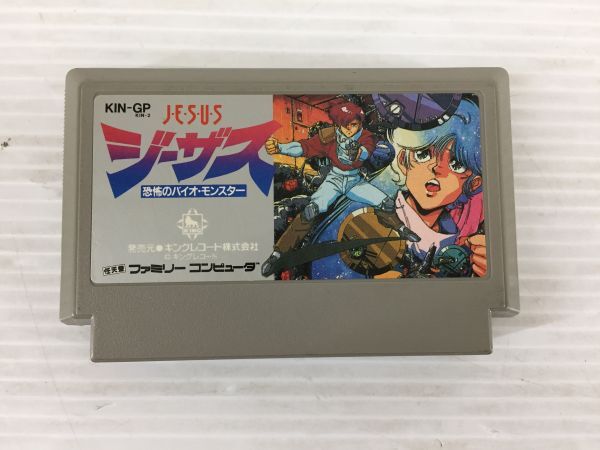 KIN-GP
KIN-2
J·E·S·U·S
ジーザス
恐怖のバイオ・モンスター
KING
発売元●キングレコード株式会社
©キングレコード
任天堂 ファミリー コンピュータ